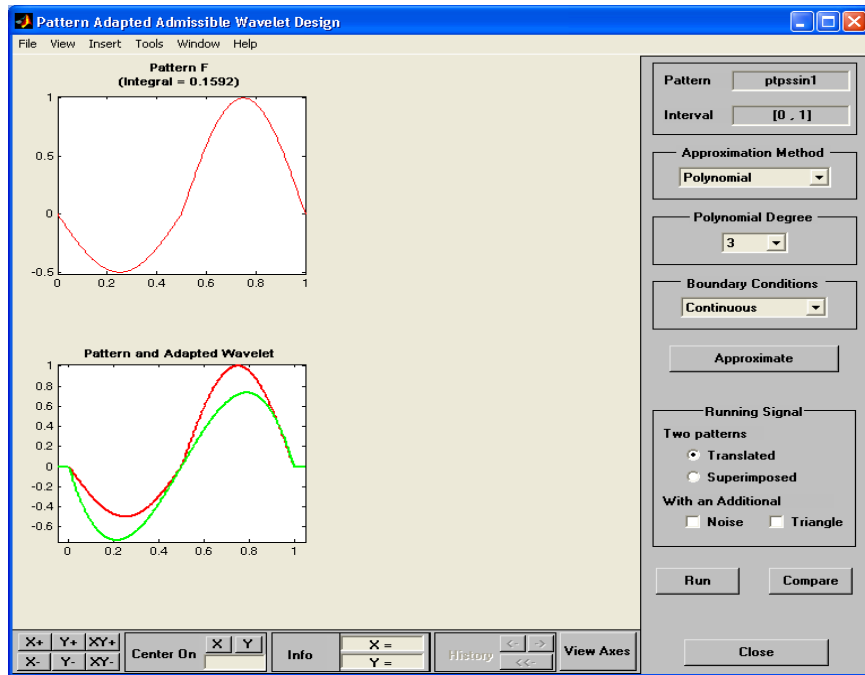 Pattern Adapted Admissible Wavelet Design
File View Insert Tools Window Help
Pattern F
(Integral = 0.1592)
1
0.5
0
-0.5
0 0.2 0.4 0.6 0.8 1
Pattern and Adapted Wavelet
1
0.8
0.6
0.4
0.2
0
-0.2
-0.4
-0.6
0 0.2 0.4 0.6 0.8 1
Pattern ptpssin1
Interval [0 , 1]
Approximation Method
Polynomial
Polynomial Degree
3
Boundary Conditions
Continuous
Approximate
Running Signal
Two patterns
Translated
Superimposed
With an Additional
Noise Triangle
Run Compare
Close
X+ Y+ XY+
X- Y- XY-
Center On X Y
Info X =
Y =
History <- ->
<<-
View Axes